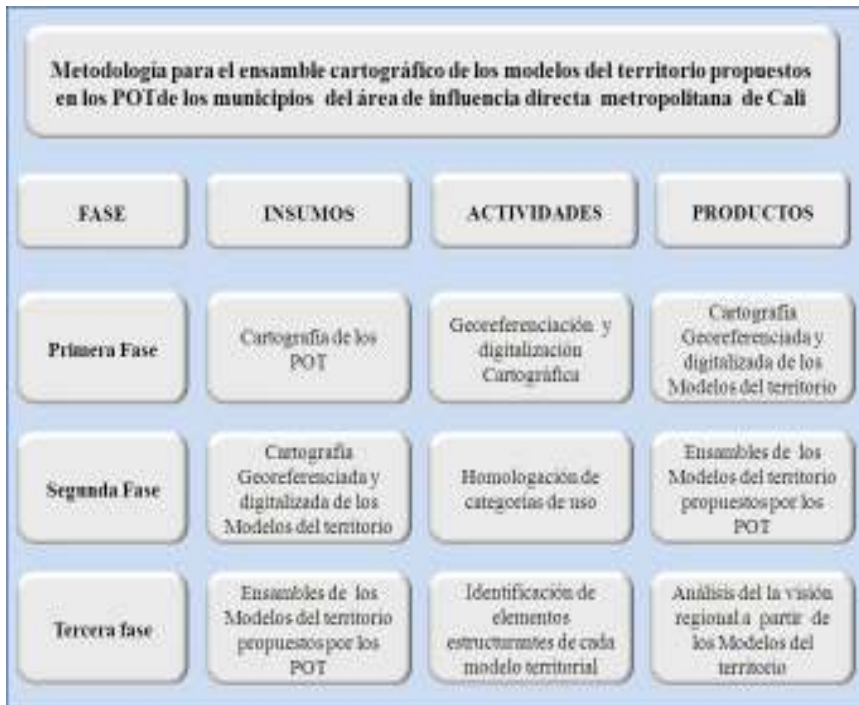 Metodología para el ensamble cartográfico de los modelos del territorio propuestos
en los POTde los municipios del área de influencia directa metropolitana de Cali
FASE
INSUMOS
ACTIVIDADES
PRODUCTOS
Primera Fase
Cartografía de los
POT
Georeferenciación y
digitalización
Cartográfica
Cartografía
Georeferenciada y
digitalizada de los
Modelos del territorio
Segunda Fase
Cartografía
Georeferenciada y
digitalizada de los
Modelos del territorio
Homologación de
categorías de uso
Ensambles de los
Modelos del territorio
propuestos por los
POT
Tercera fase
Ensambles de los
Modelos del territorio
propuestos por los
POT
Identificación de
elementos
estructurantes de cada
modelo territorial
Análisis del la visión
regional a partir de
los Modelos del
territorio